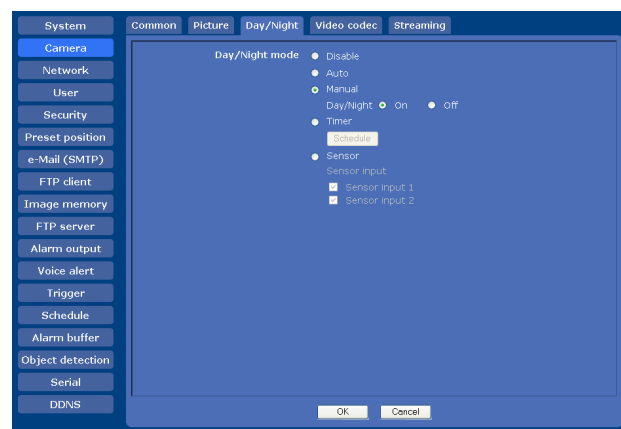 System
Camera
Network
User
Security
Preset position
e-Mail (SMTP)
FTP client
Image memory
FTP server
Alarm output
Voice alert
Trigger
Schedule
Alarm buffer
Object detection
Serial
DDNS
Common Picture Day/Night Video codec Streaming
Day/Night mode Disable
Auto
Manual
Day/Night On Off
Timer
Schedule
Sensor
Sensor input
Sensor input 1
Sensor input 2
OK Cancel